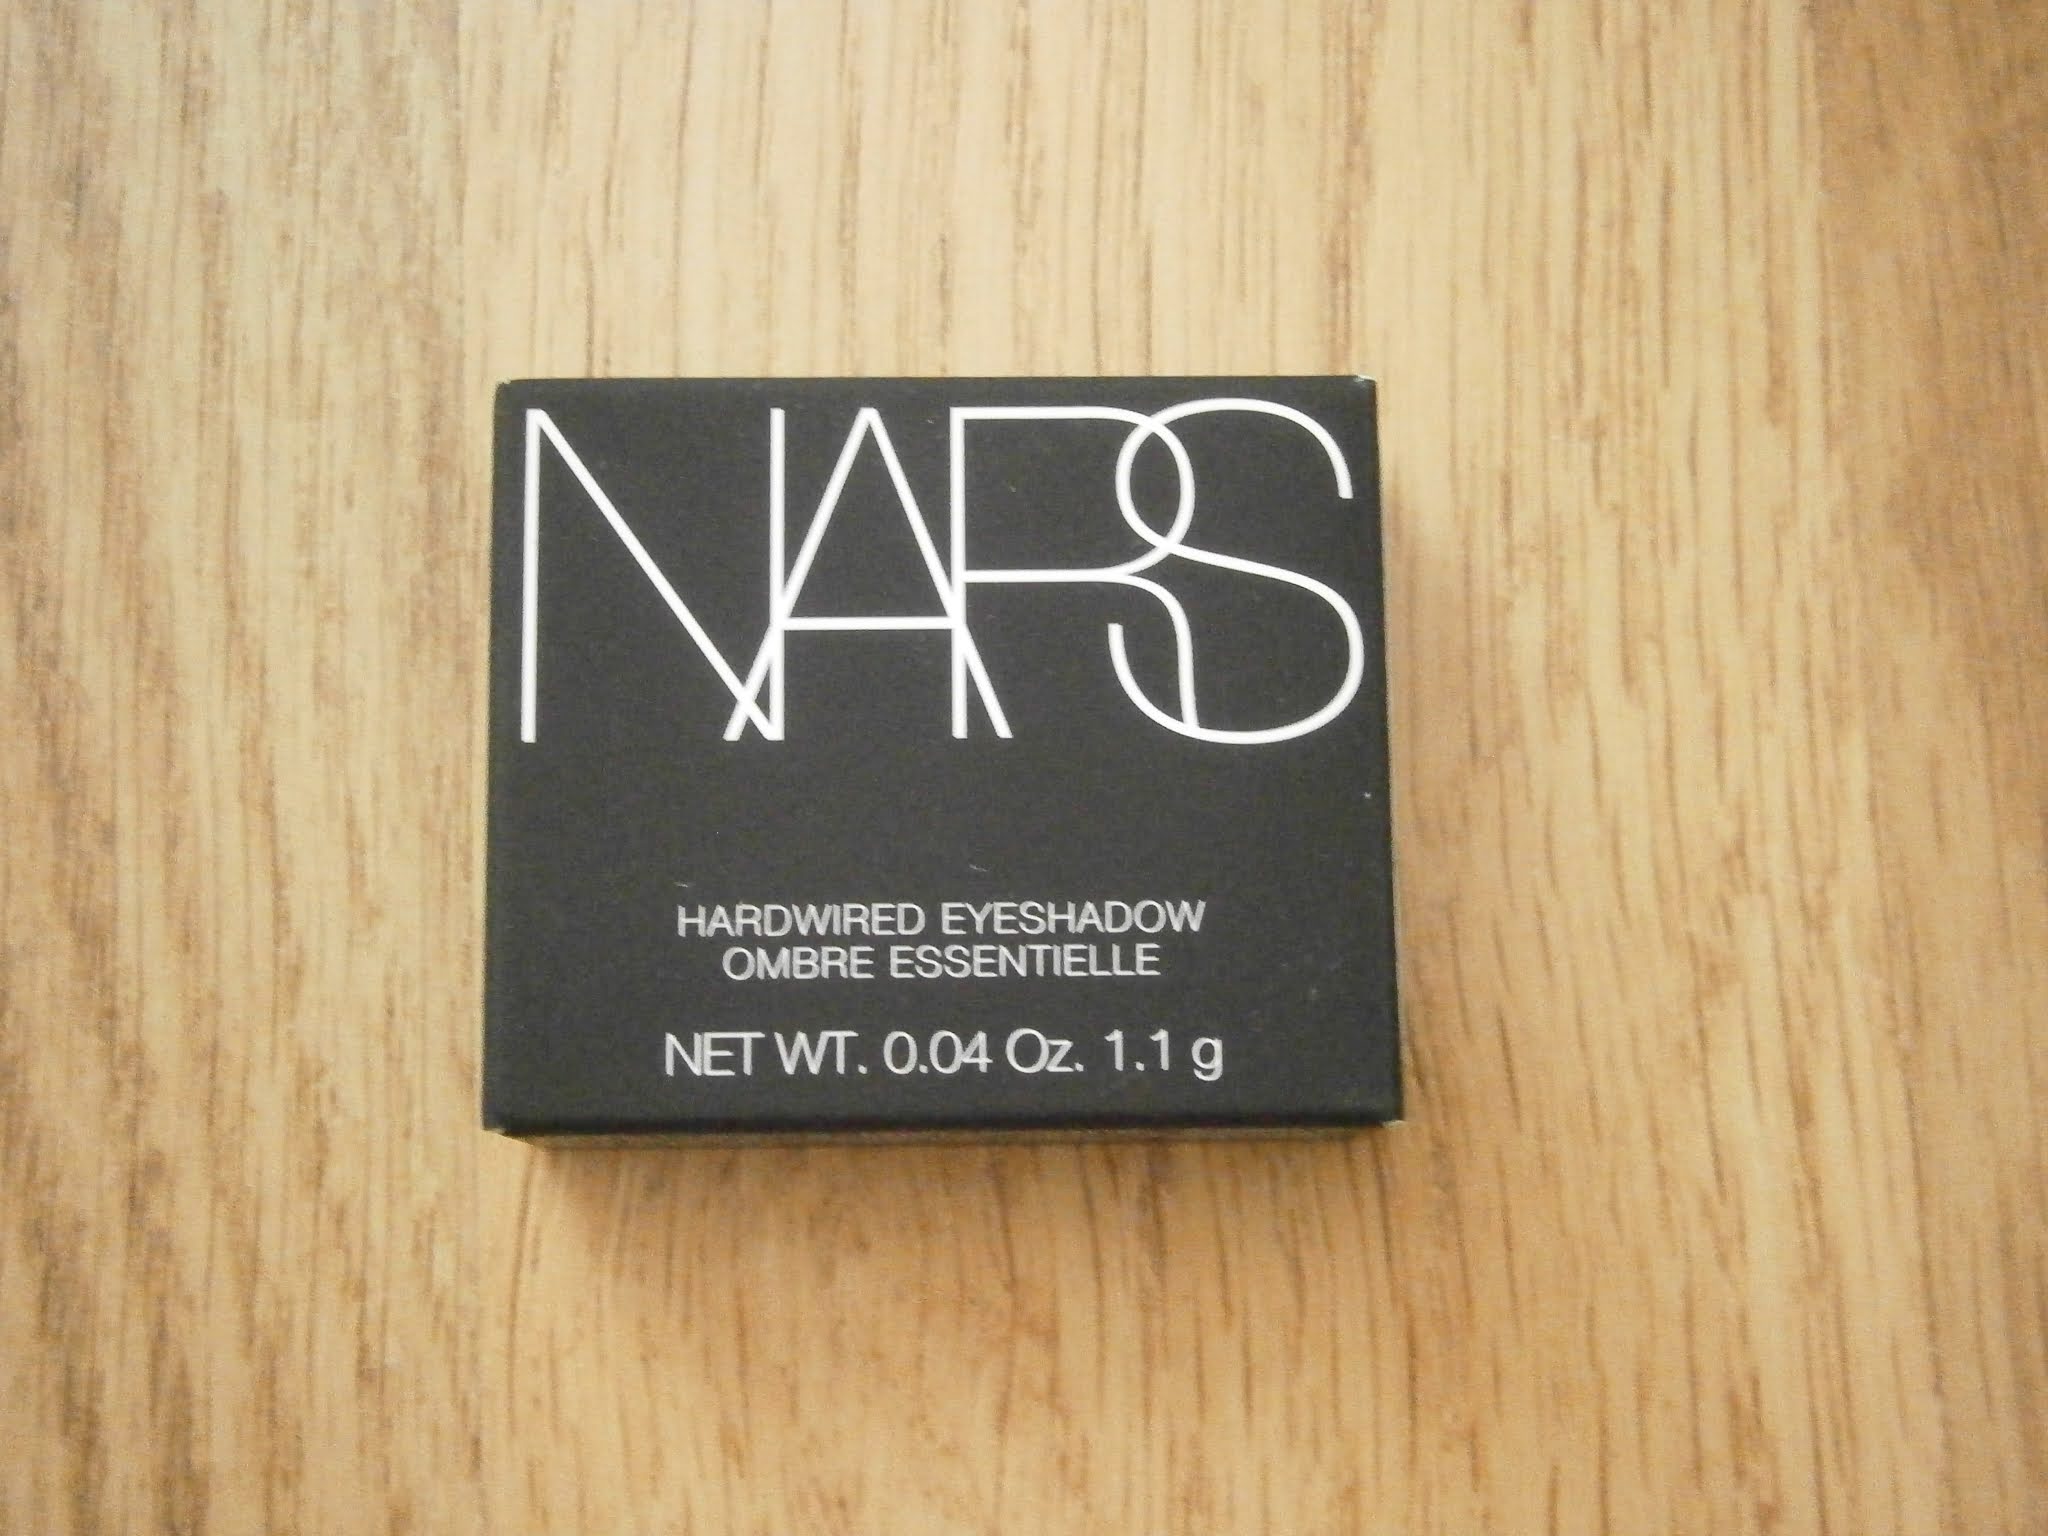 NARS
HARDWIRED EYESHADOW
OMBRE ESSENTIELLE
NET WT. 0.04 Oz. 1.1 g